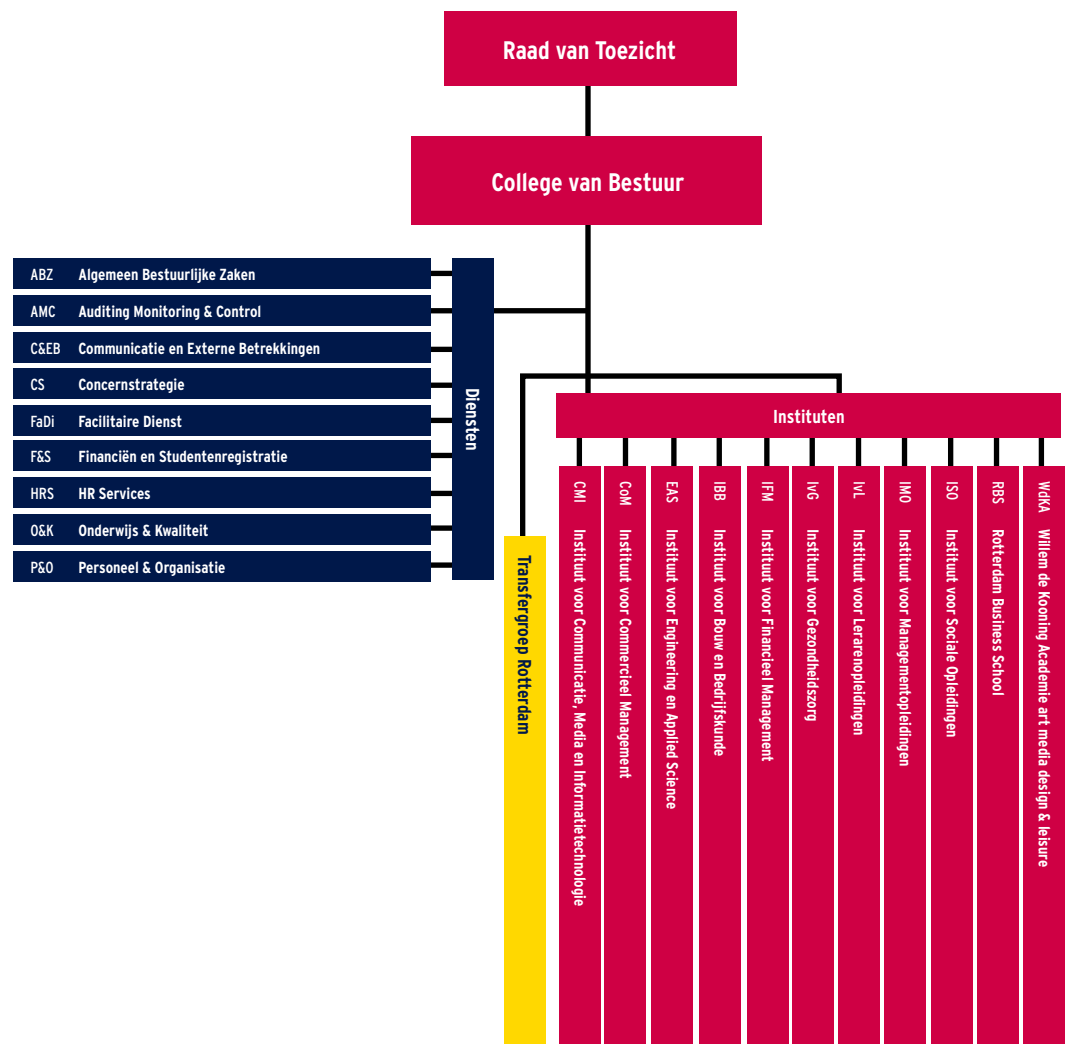 Raad van Toezicht
College van Bestuur
ABZ Algemeen Bestuurlijke Zaken
AMC Auditing Monitoring & Control
C&EB Communicatie en Externe Betrekkingen
CS Concernstrategie
FaDi Facilitaire Dienst
F&S Financiën en Studentenregistratie
HRS HR Services
O&K Onderwijs & Kwaliteit
P&O Personeel & Organisatie
Diensten
Instituten
Transfergroep Rotterdam
CMI Instituut voor Communicatie, Media en Informatietechnologie
CoM Instituut voor Commercieel Management
EAS Instituut voor Engineering en Applied Science
IBB Instituut voor Bouw en Bedrijfskunde
IFM Instituut voor Financieel Management
IvG Instituut voor Gezondheidszorg
IvL Instituut voor Lerarenopleidingen
IMO Instituut voor Managementopleidingen
ISO Instituut voor Sociale Opleidingen
RBS Rotterdam Business School
WdKA Willem de Kooning Academie art media design & leisure